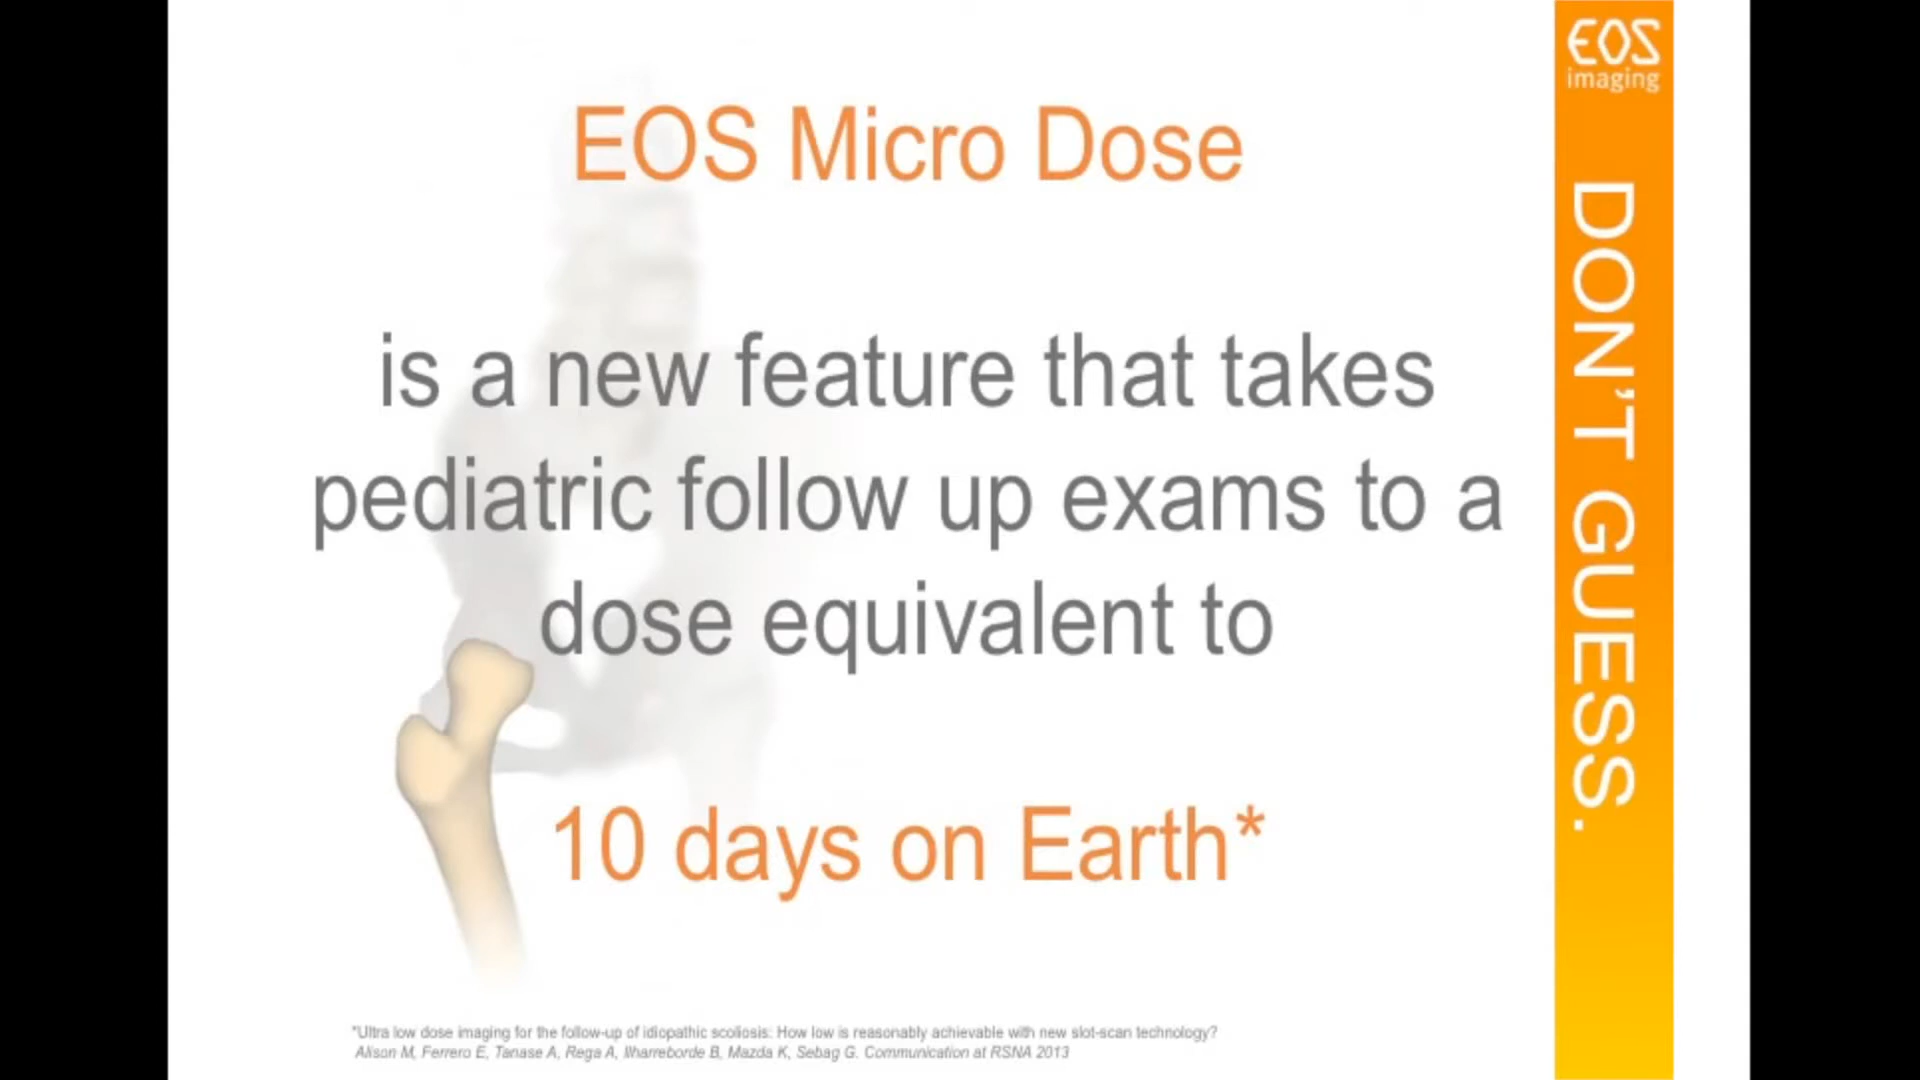 EOS Micro Dose
is a new feature that takes
pediatric follow up exams to a
dose equivalent to
10 days on Earth*
*Ultra low dose imaging for the follow-up of idiopathic scoliosis: How low is reasonably achievable with new slot-scan technology?
Alison M, Ferrero E, Tanase A, Rega A, Ilharreborde B, Mazda K, Sebag G. Communication at RSNA 2013
EOS
imaging
DON'T GUESS.